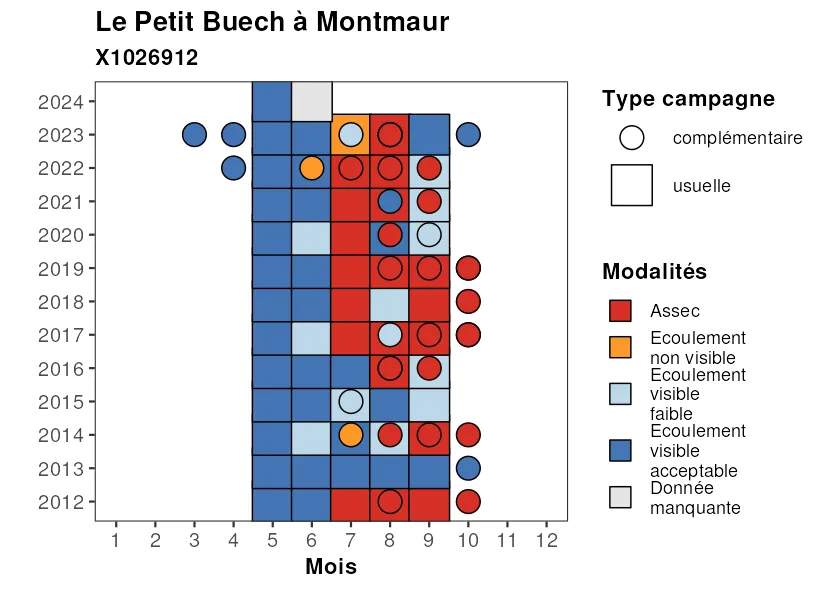 Le Petit Buech à Montmaur
X1026912
2024
2023
2022
2021
2020
2019
2018
2017
2016
2015
2014
2013
2012
1 2 3 4 5 6 7 8 9 10 11 12
Mois
Type campagne
complémentaire
usuelle
Modalités
Assec
Ecoulement
non visible
Ecoulement
visible
faible
Ecoulement
visible
acceptable
Donnée
manquante